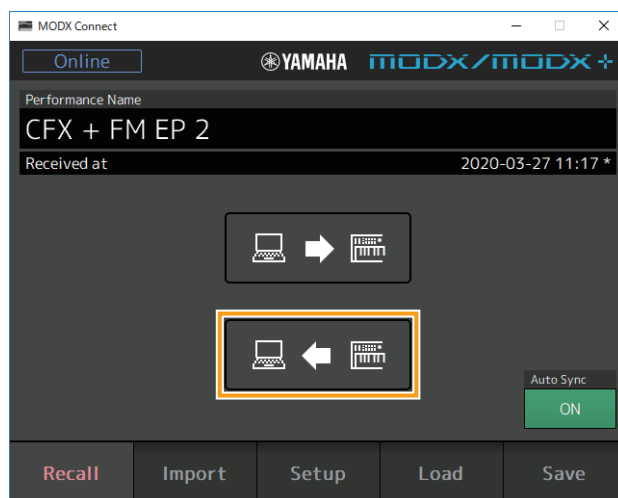 MODX Connect
Online
YAMAHA MODX/MODX+
Performance Name
CFX + FM EP 2
Received at 2020-03-27 11:17 *
Auto Sync
ON
Recall Import Setup Load Save